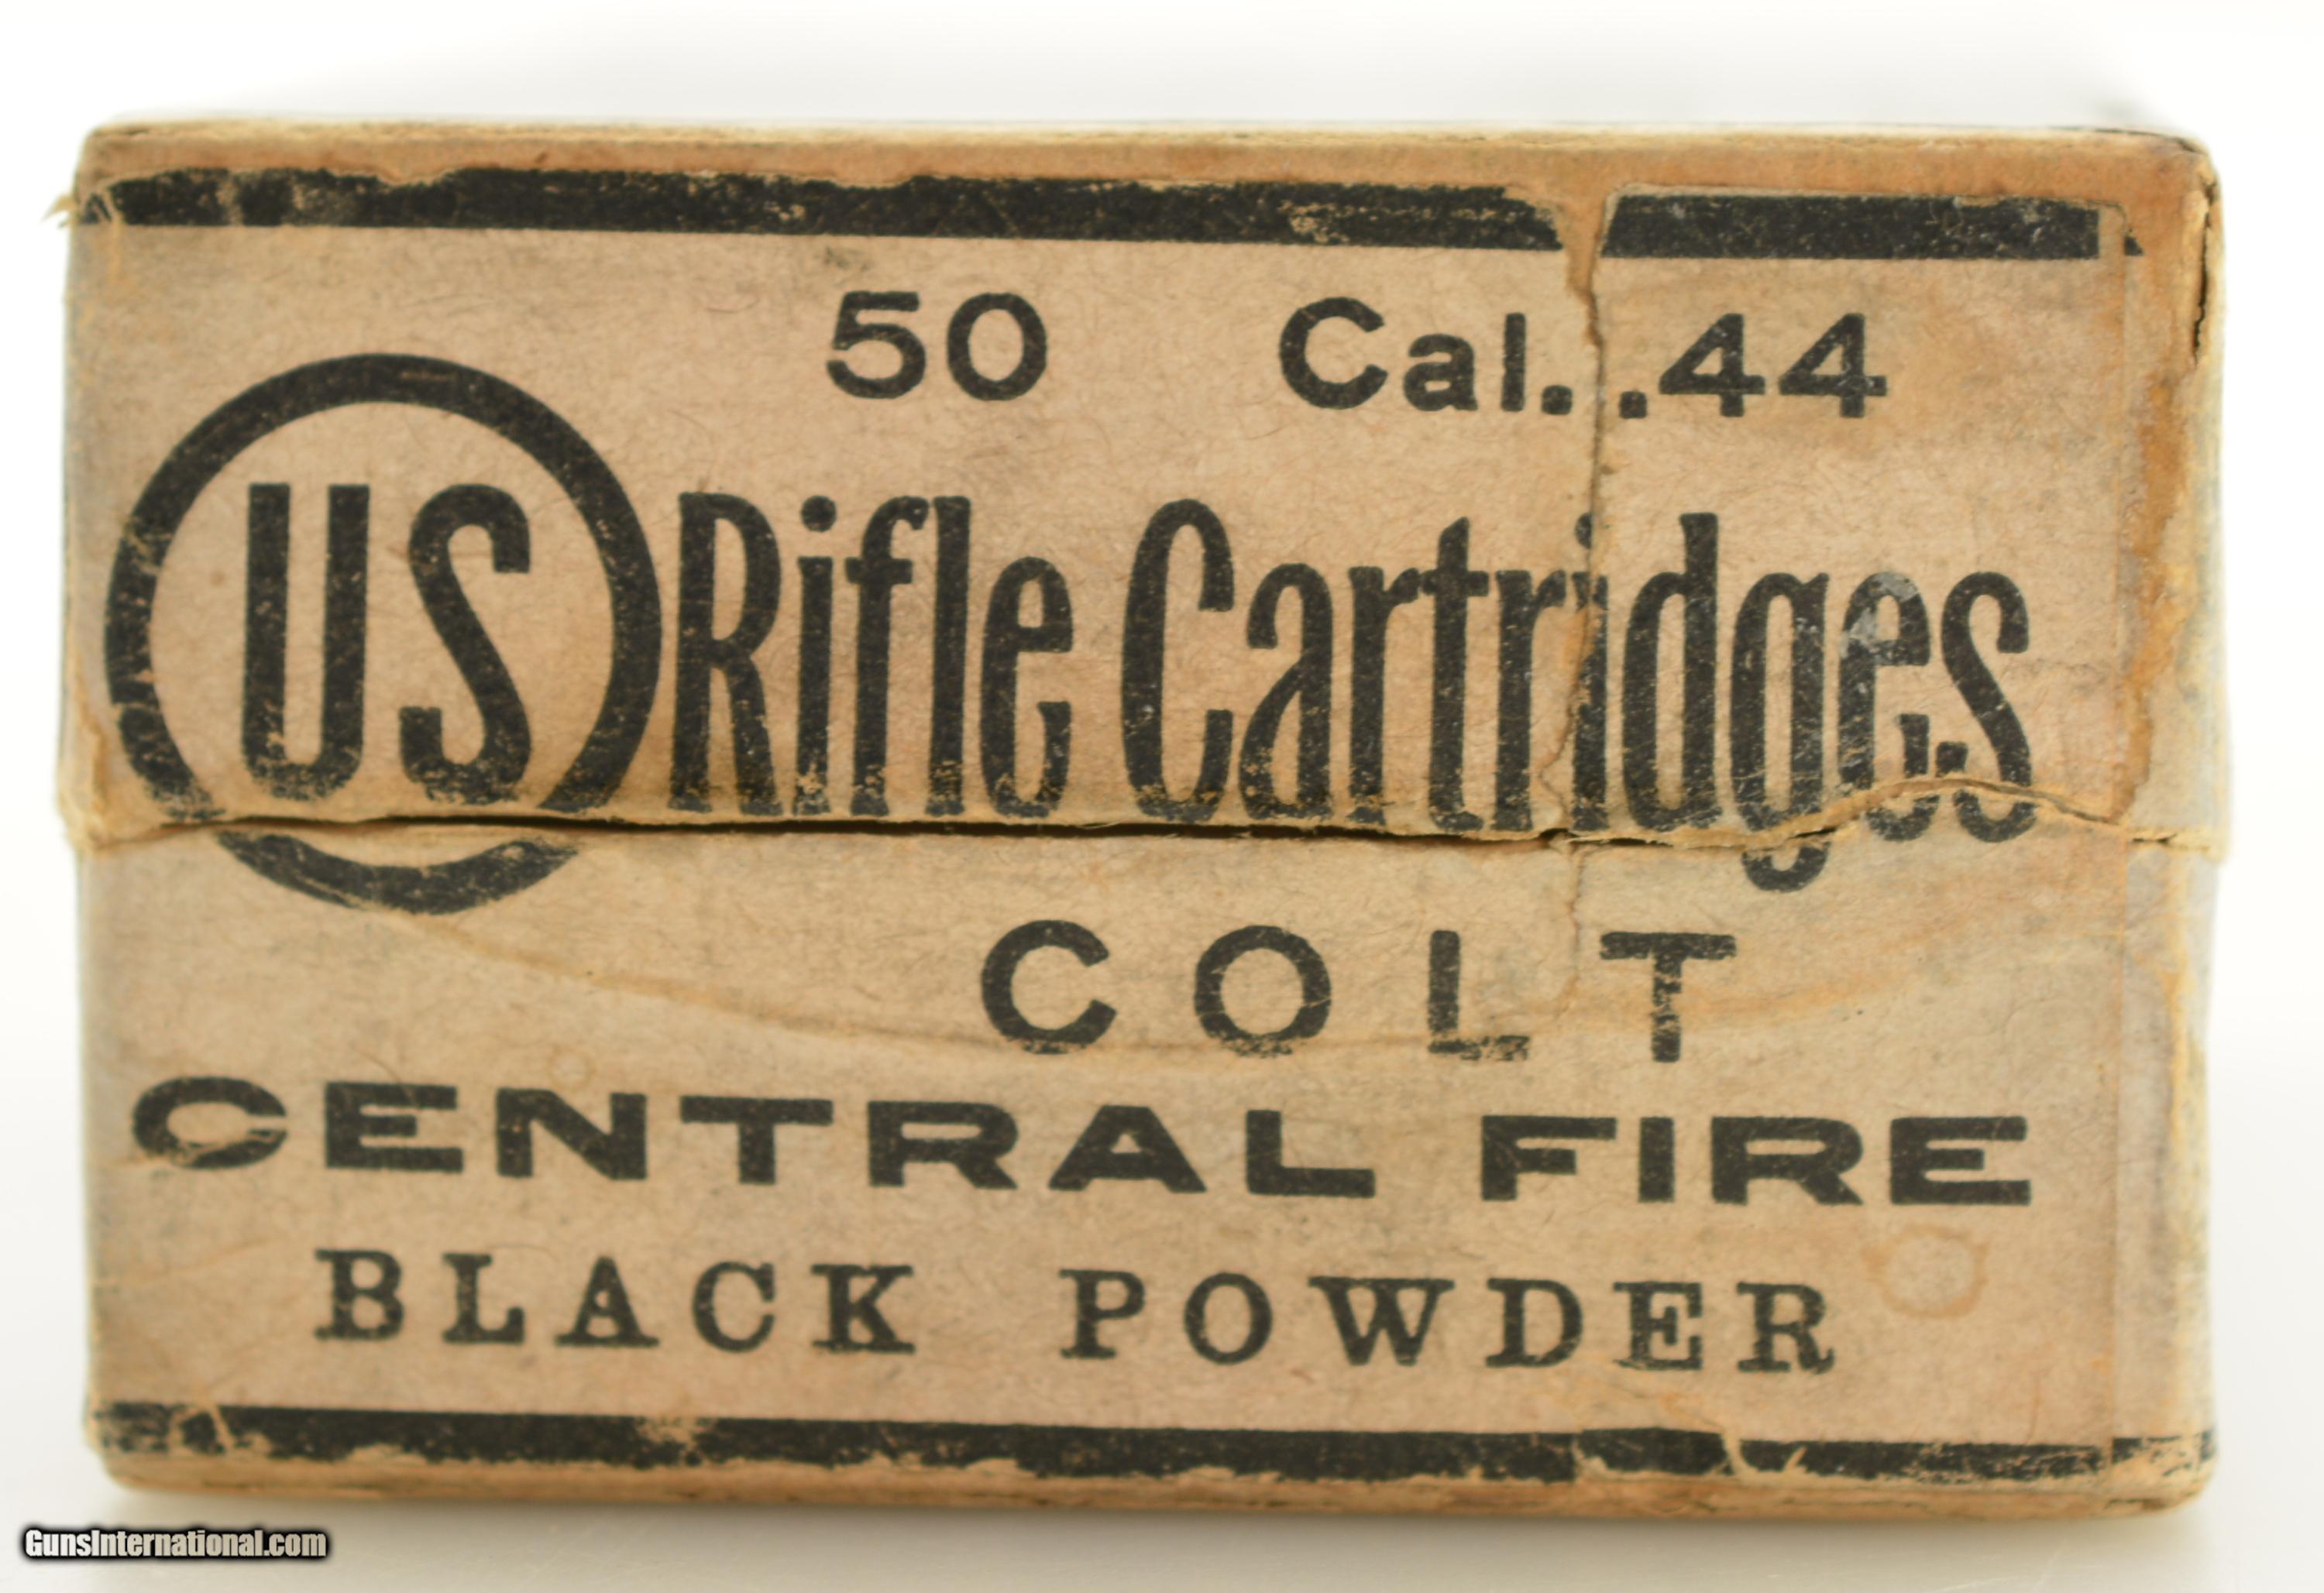 50 Cal. .44
US Rifle Cartridges
COLT
CENTRAL FIRE
BLACK POWDER
GunsInternational.com